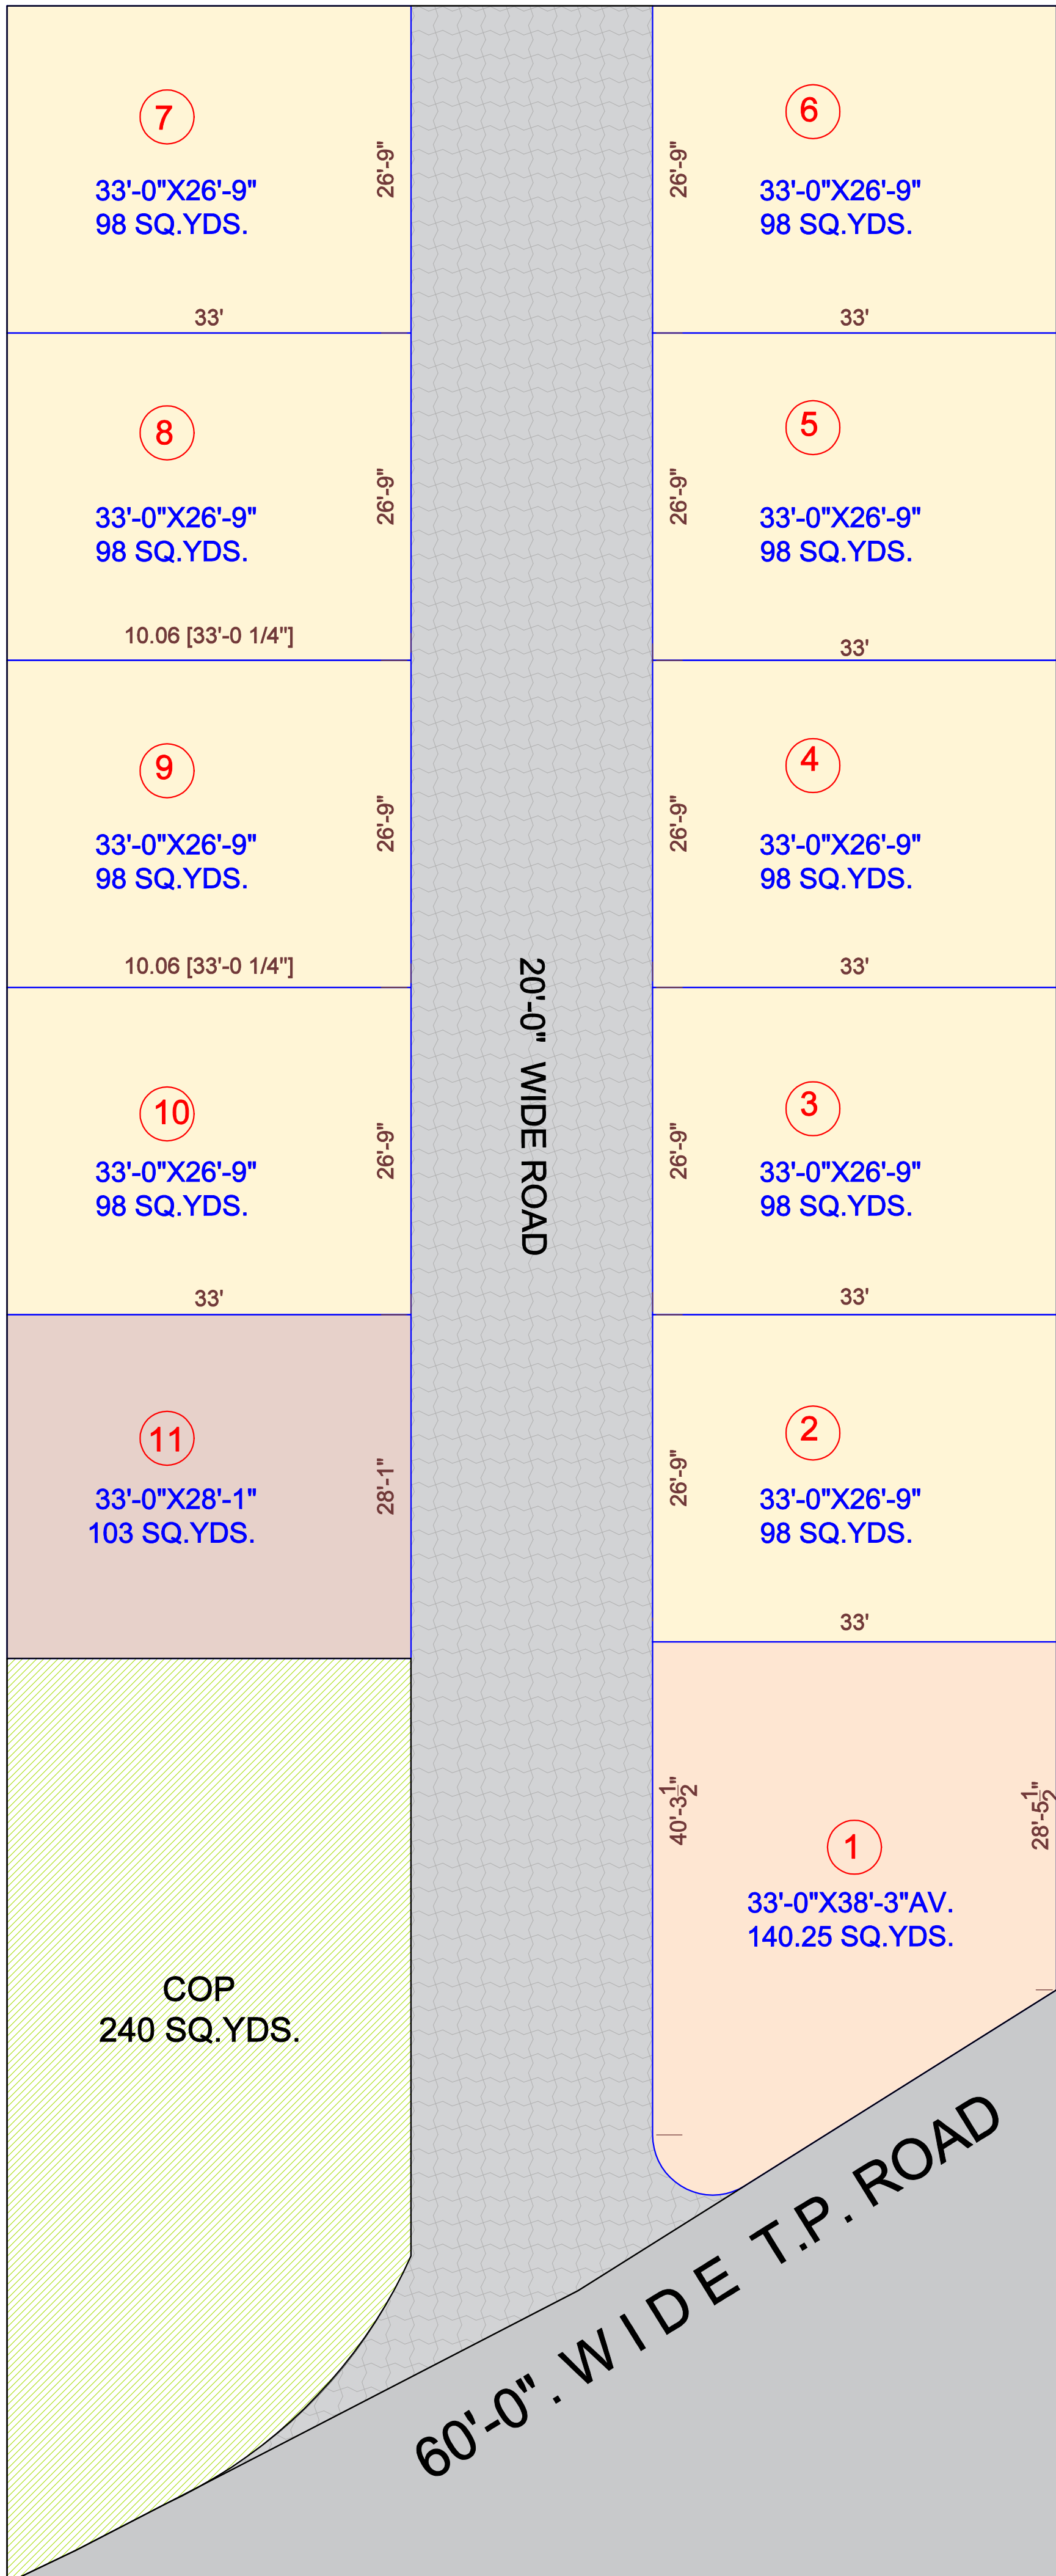 7
33'-0"X26'-9"
98 SQ.YDS.
26'-9"
33'
6
33'-0"X26'-9"
98 SQ.YDS.
26'-9"
33'
8
33'-0"X26'-9"
98 SQ.YDS.
26'-9"
10.06 [33'-0 1/4"]
5
33'-0"X26'-9"
98 SQ.YDS.
26'-9"
33'
9
33'-0"X26'-9"
98 SQ.YDS.
26'-9"
10.06 [33'-0 1/4"]
4
33'-0"X26'-9"
98 SQ.YDS.
26'-9"
33'
20'-0" WIDE ROAD
10
33'-0"X26'-9"
98 SQ.YDS.
26'-9"
33'
3
33'-0"X26'-9"
98 SQ.YDS.
26'-9"
33'
11
33'-0"X28'-1"
103 SQ.YDS.
28'-1"
2
33'-0"X26'-9"
98 SQ.YDS.
26'-9"
33'
40'-3 1/2"
28'-5 1/2"
1
33'-0"X38'-3"AV.
140.25 SQ.YDS.
COP
240 SQ.YDS.
60'-0". WIDE T.P. ROAD